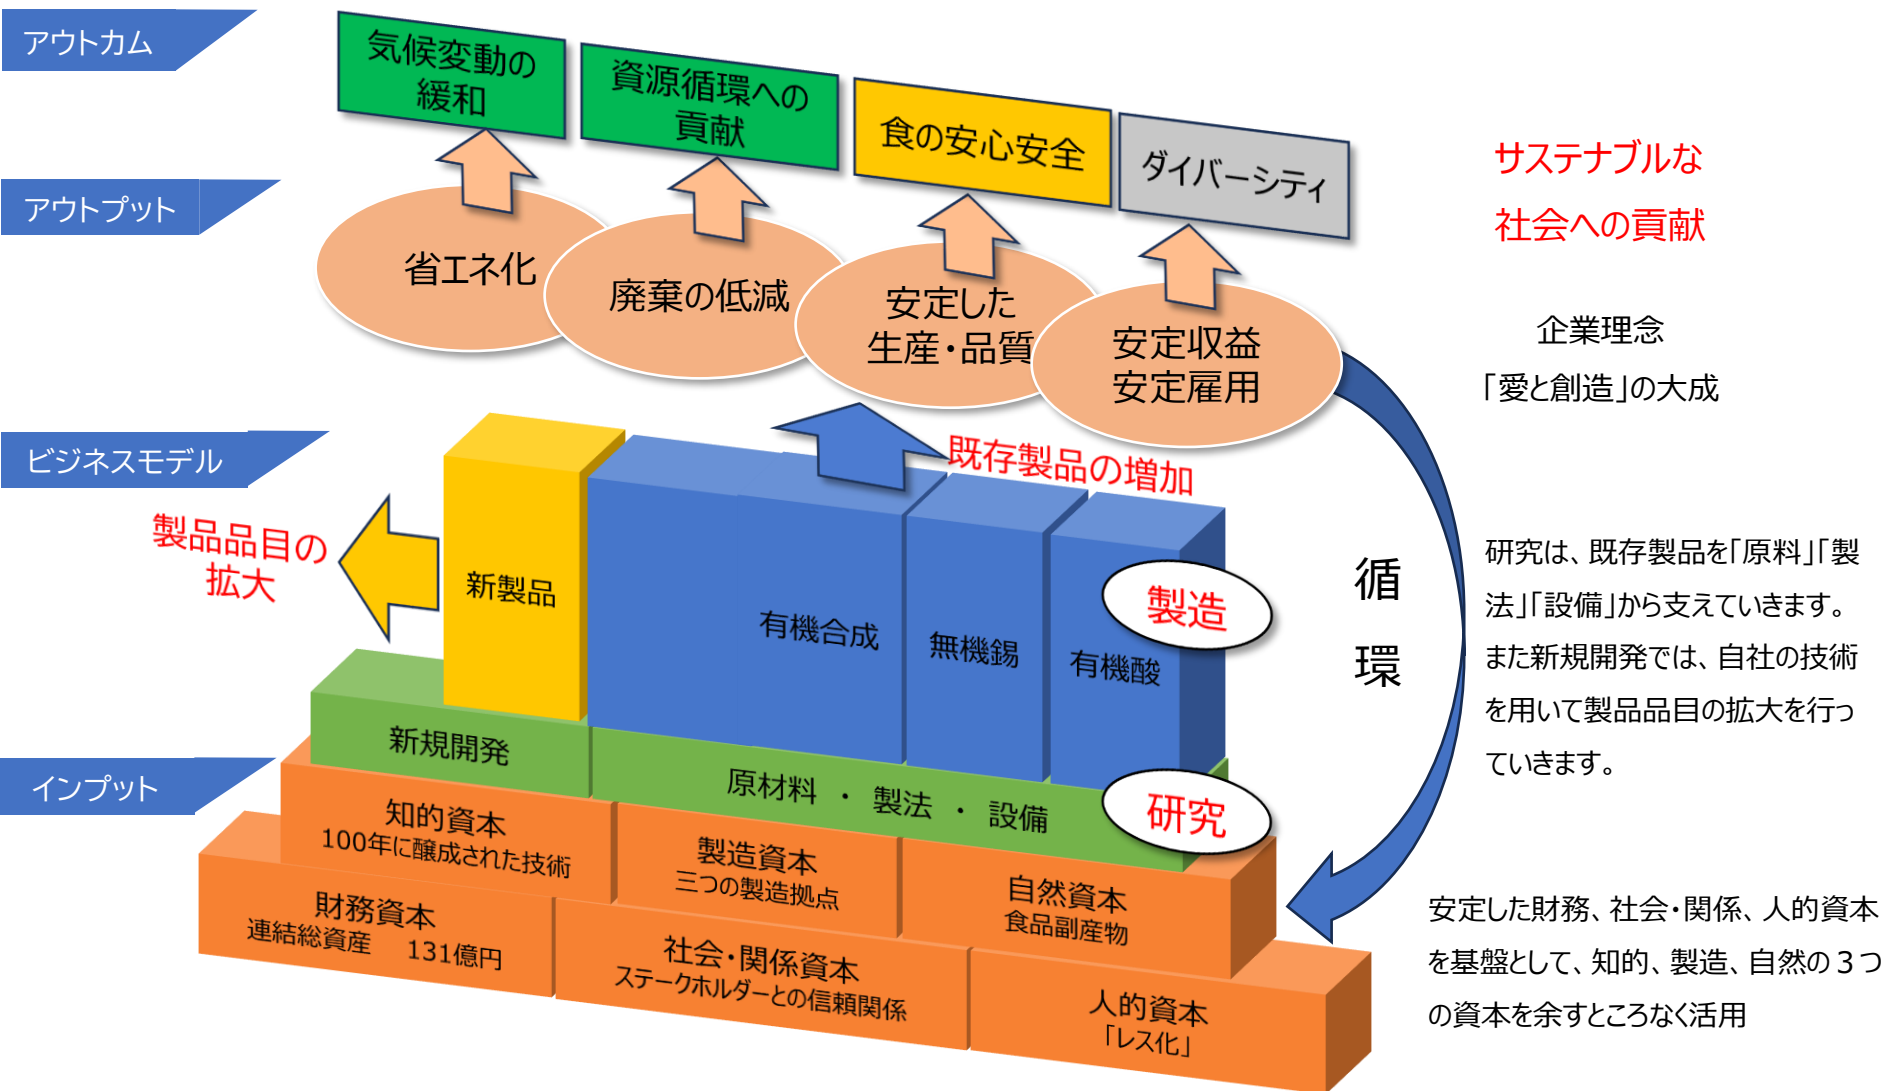 アウトカム
気候変動の
緩和
資源循環への
貢献
食の安心安全
ダイバーシティ
サステナブルな
社会への貢献
アウトプット
省エネ化
廃棄の低減
安定した
生産・品質
安定収益
安定雇用
企業理念
「愛と創造」の大成
ビジネスモデル
既存製品の増加
製品品目の
拡大
新製品
有機合成
無機錫
有機酸
製造
循
環
研究は、既存製品を「原料」「製
法」「設備」から支えていきます。
また新規開発では、自社の技術
を用いて製品品目の拡大を行っ
ていきます。
新規開発
原材料 ・ 製法 ・ 設備
研究
インプット
知的資本
100年に醸成された技術
製造資本
三つの製造拠点
自然資本
食品副産物
財務資本
連結総資産 131億円
社会・関係資本
ステークホルダーとの信頼関係
人的資本
「レス化」
安定した財務、社会・関係、人的資本
を基盤として、知的、製造、自然の3つ
の資本を余すところなく活用